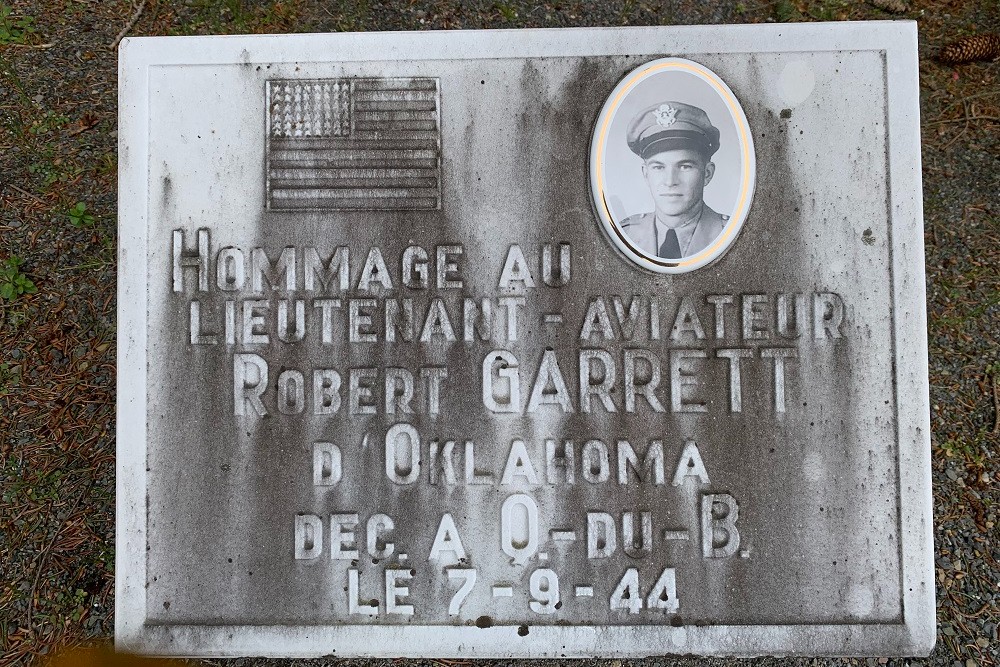 HOMMAGE AU
LIEUTENANT-AVIATEUR
ROBERT GARRETT
D'OKLAHOMA
DEC. A Q.-DU-B.
LE 7-9-44